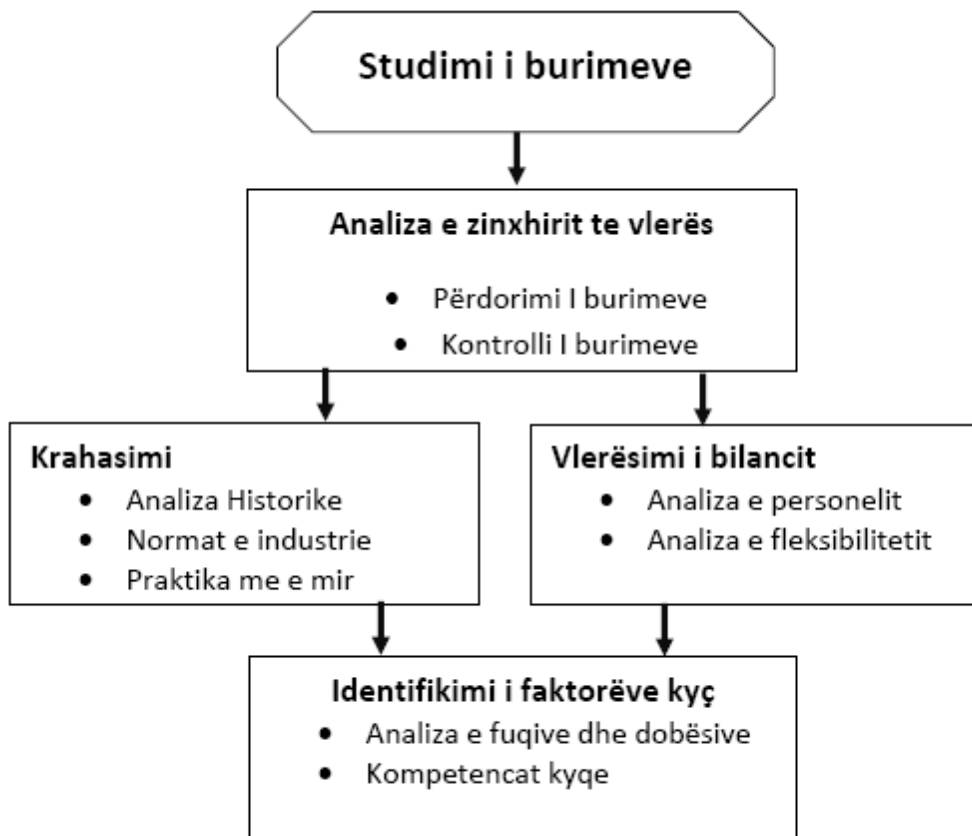 Studimi i burimeve
Analiza e zinxhirit te vlerës
• Përdorimi I burimeve
• Kontrolli I burimeve
Krahasimi
• Analiza Historike
• Normat e industrie
• Praktika me e mir
Vlerësimi i bilancit
• Analiza e personelit
• Analiza e fleksibilitetit
Identifikimi i faktorëve kyç
• Analiza e fuqive dhe dobësive
• Kompetencat kyqe